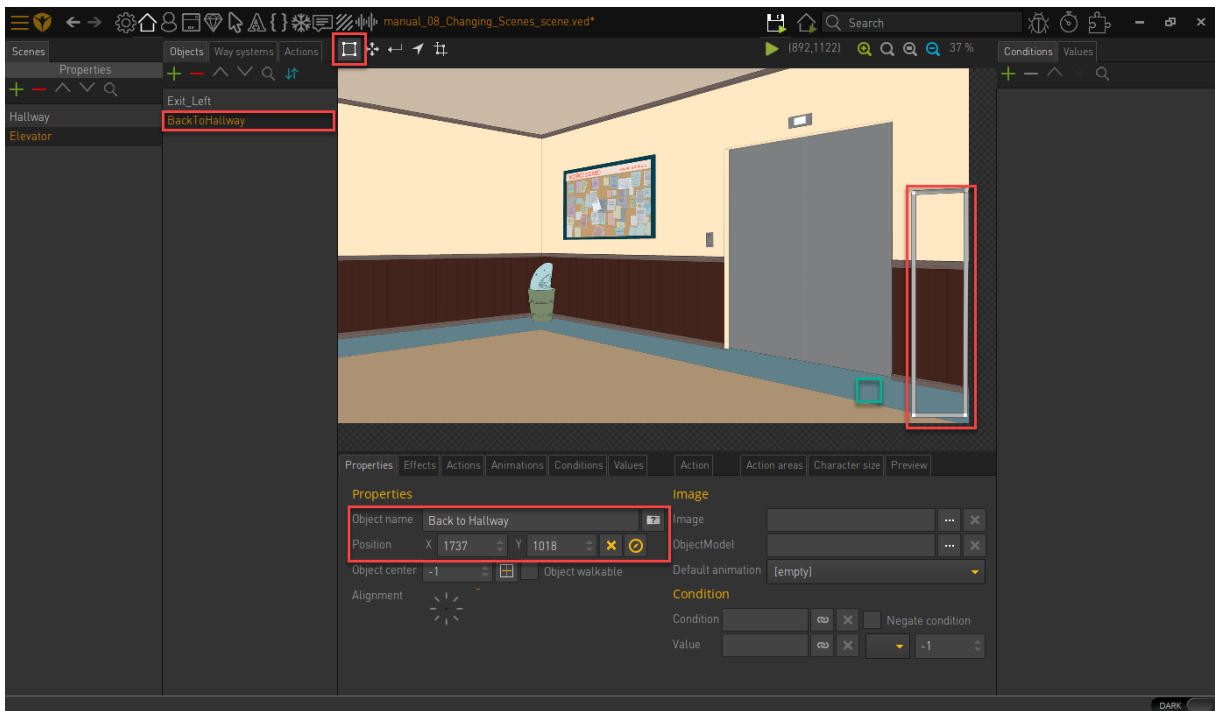 manual_08_Changing_Scenes_scene.ved*
Search
Scenes
Objects Way systems Actions
(892,1122)
37 %
Conditions Values
Properties
Exit_Left
Hallway
BackToHallway
Elevator
NOTICE BOARD
Properties Effects Actions Animations Conditions Values
Action
Action areas Character size Preview
Properties
Image
Object name Back to Hallway
Image
Position X 1737 Y 1018
ObjectModel
Object center -1 Object walkable
Default animation [empty]
Alignment
Condition
Condition Negate condition
Value -1
DARK